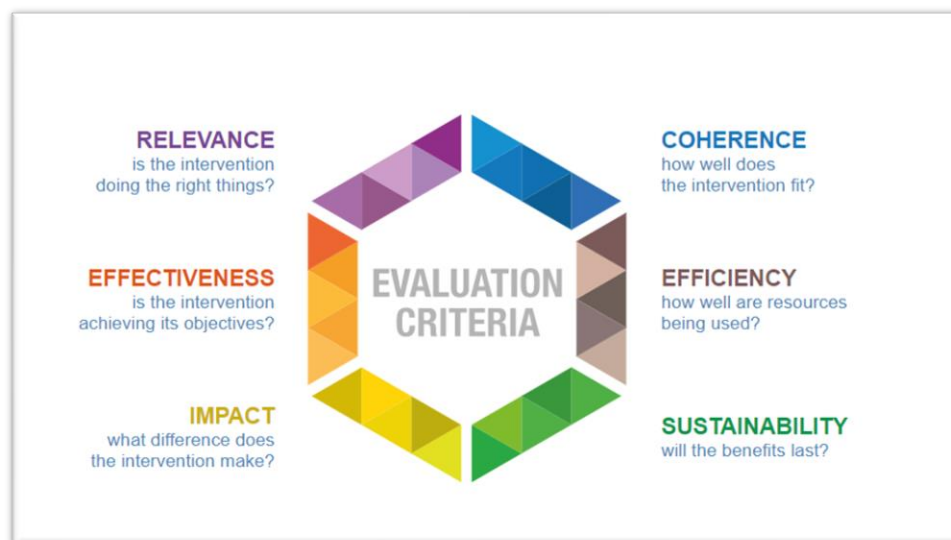 RELEVANCE
is the intervention
doing the right things?
COHERENCE
how well does
the intervention fit?
EFFECTIVENESS
is the intervention
achieving its objectives?
EVALUATION
CRITERIA
EFFICIENCY
how well are resources
being used?
IMPACT
what difference does
the intervention make?
SUSTAINABILITY
will the benefits last?